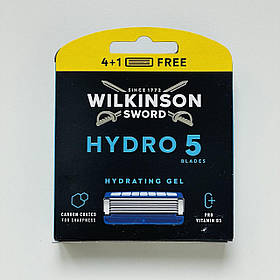 4+1 FREE
SINCE 1772
WILKINSON
SWORD
HYDRO 5
BLADES
HYDRATING GEL
CARBON COATED
FOR SHARPNESS
PRO
VITAMIN B5